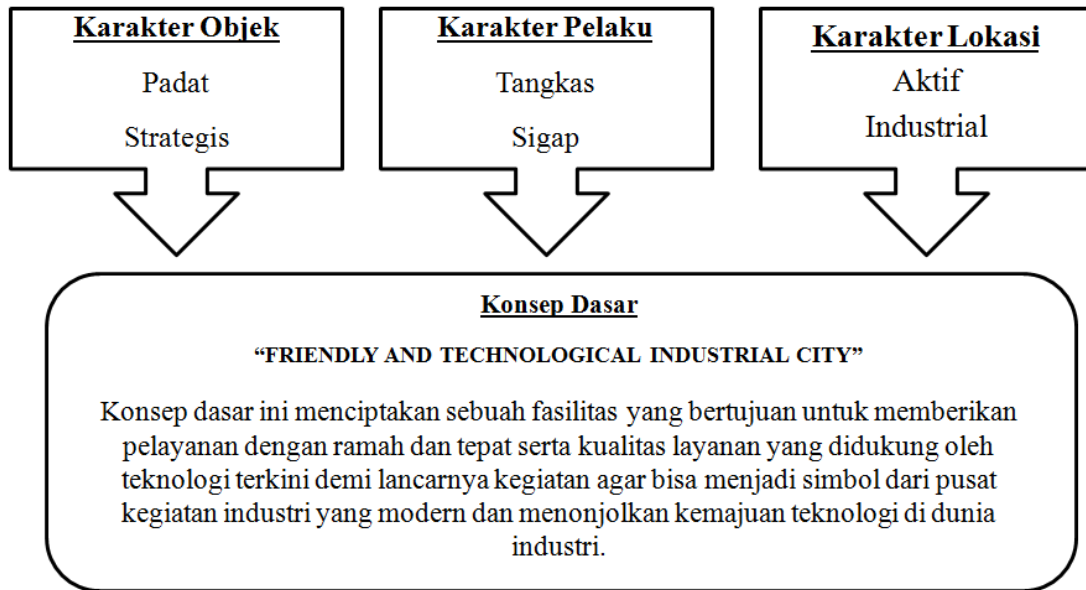 Karakter Objek
Padat
Strategis
Karakter Pelaku
Tangkas
Sigap
Karakter Lokasi
Aktif
Industrial
Konsep Dasar
“FRIENDLY AND TECHNOLOGICAL INDUSTRIAL CITY”
Konsep dasar ini menciptakan sebuah fasilitas yang bertujuan untuk memberikan
pelayanan dengan ramah dan tepat serta kualitas layanan yang didukung oleh
teknologi terkini demi lancarnya kegiatan agar bisa menjadi simbol dari pusat
kegiatan industri yang modern dan menonjolkan kemajuan teknologi di dunia
industri.